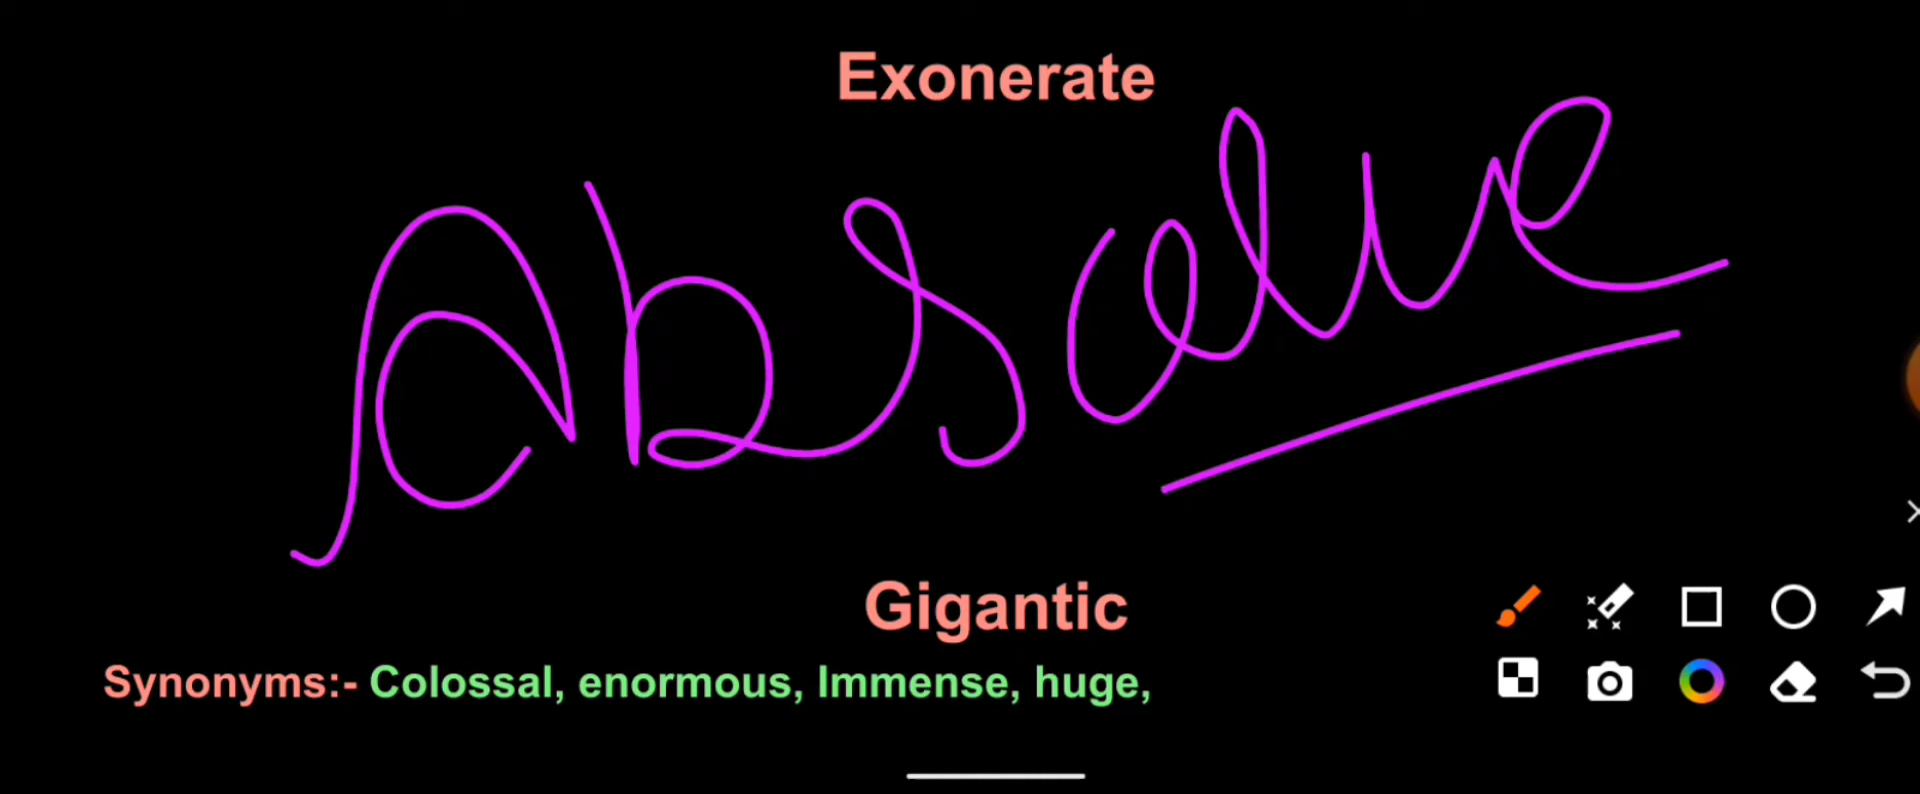 Exonerate
Absolve
Gigantic
Synonyms:- Colossal, enormous, Immense, huge,